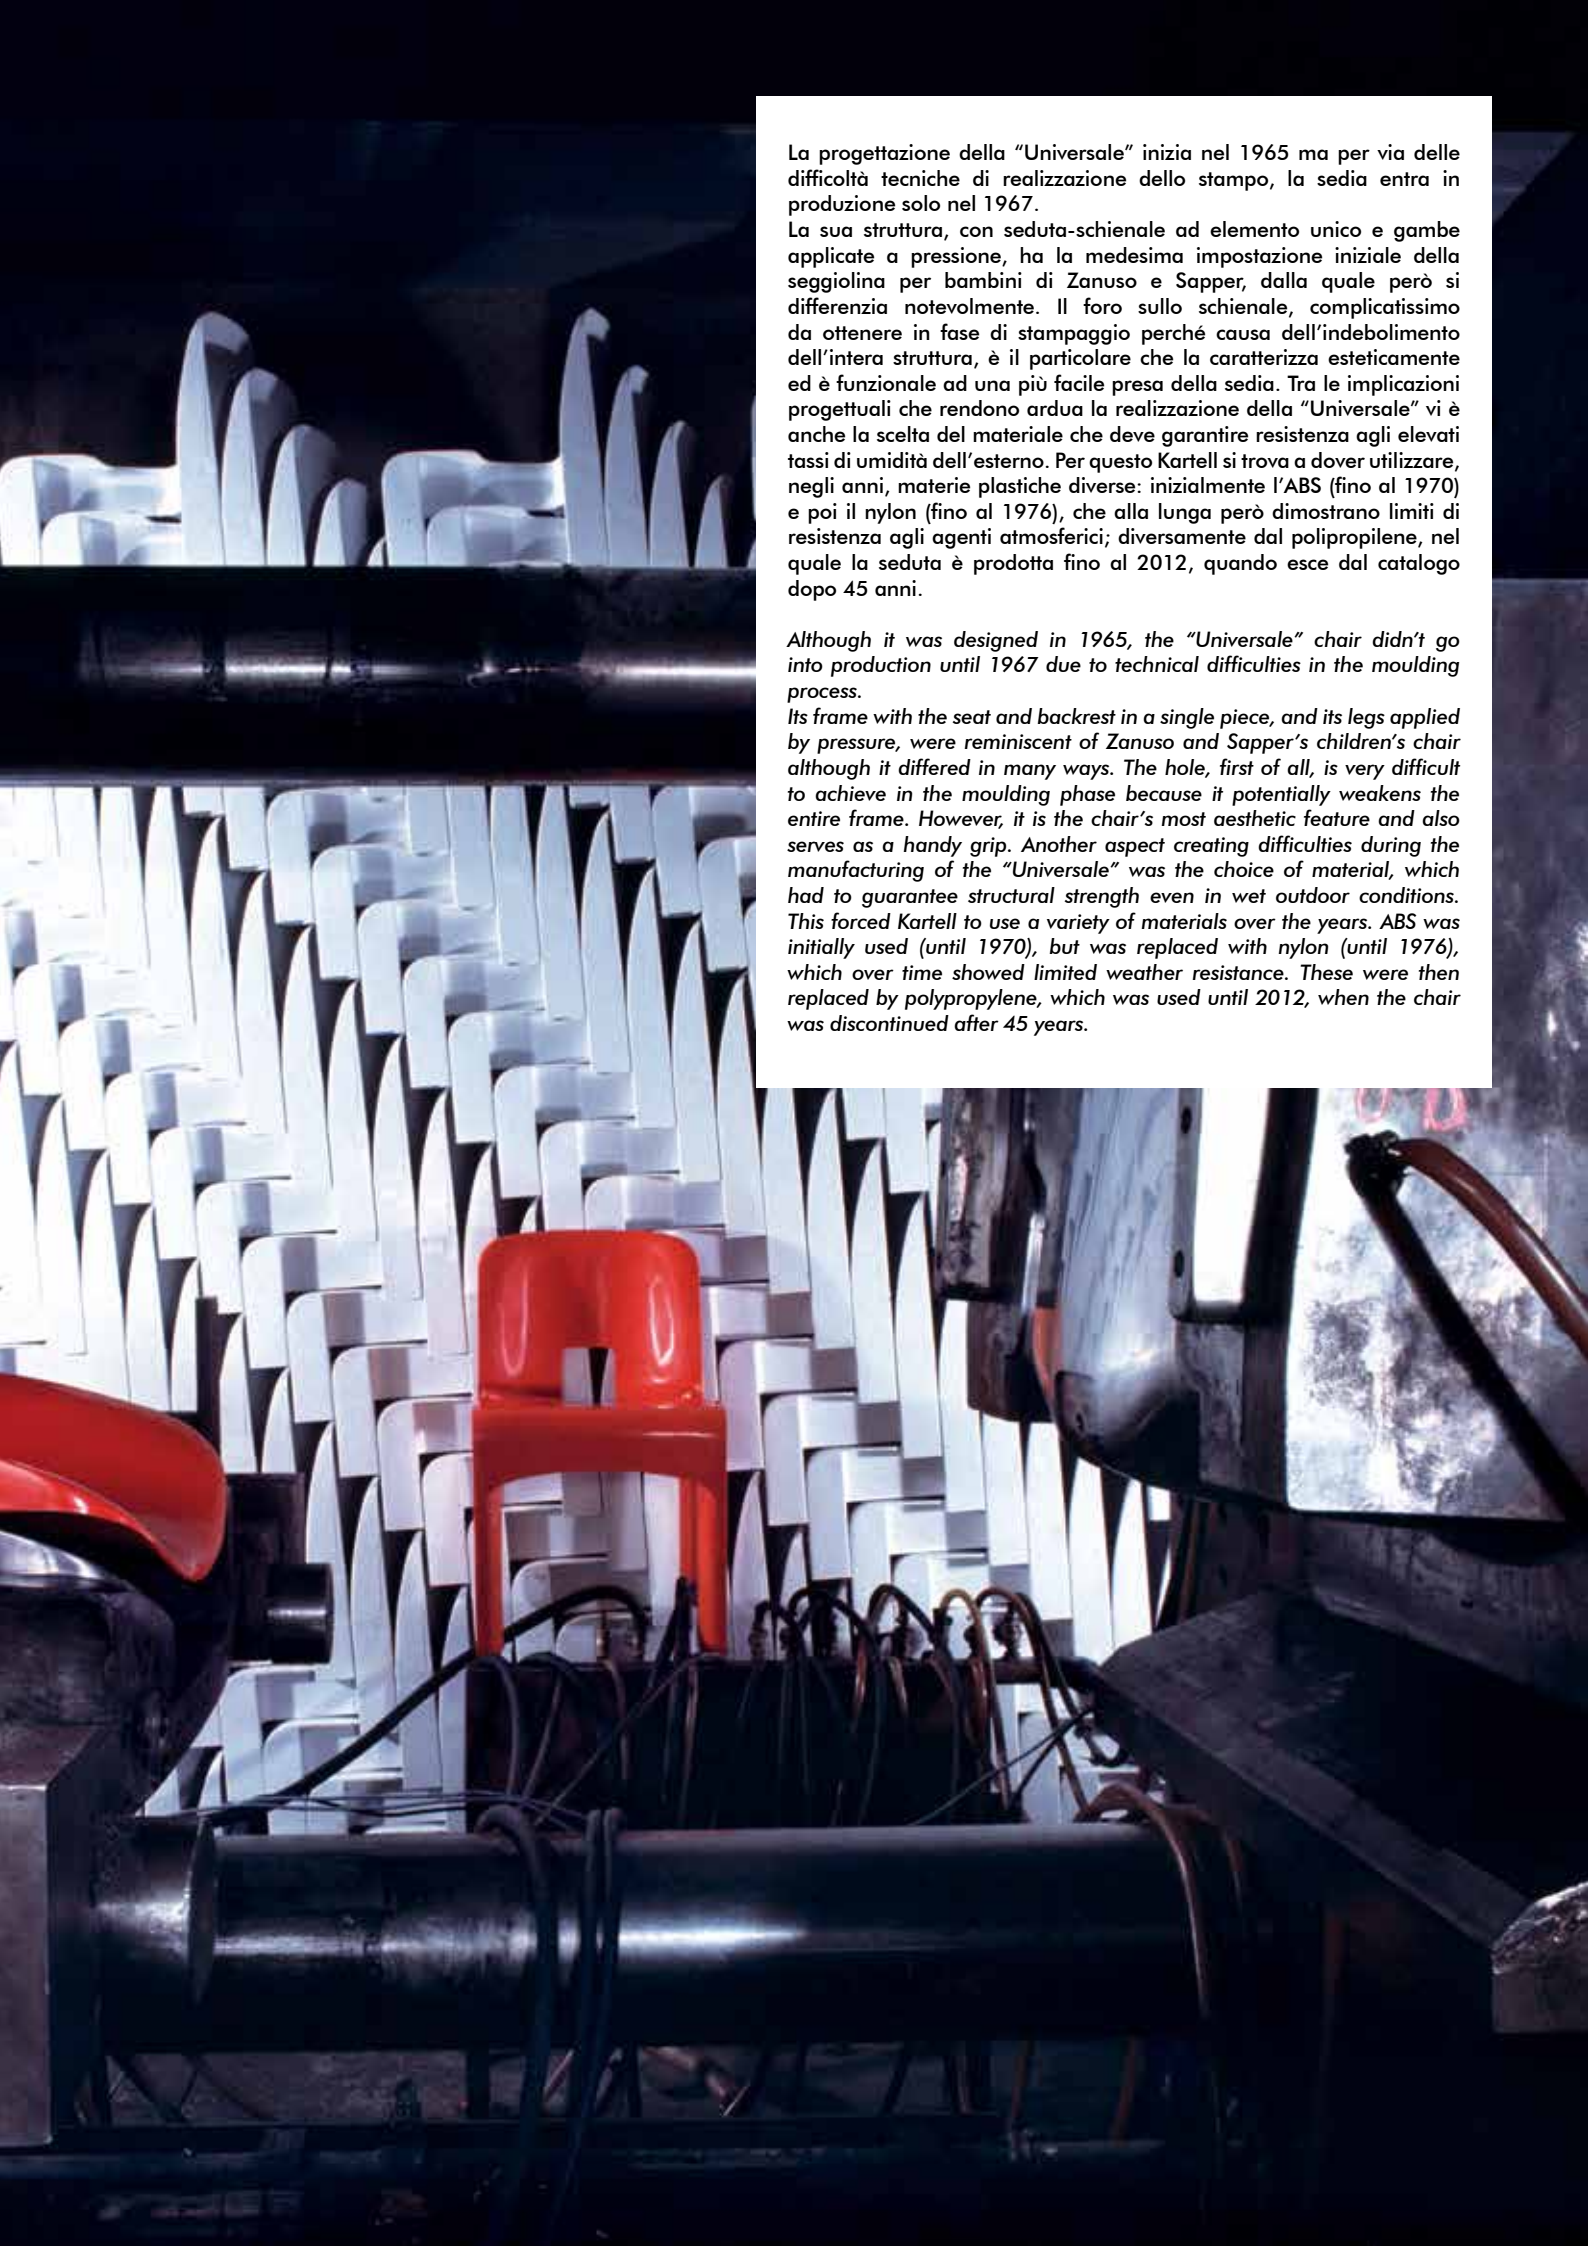 La progettazione della “Universale” inizia nel 1965 ma per via delle
difficoltà tecniche di realizzazione dello stampo, la sedia entra in
produzione solo nel 1967.
La sua struttura, con seduta-schienale ad elemento unico e gambe
applicate a pressione, ha la medesima impostazione iniziale della
seggiolina per bambini di Zanuso e Sapper, dalla quale però si
differenzia notevolmente. Il foro sullo schienale, complicatissimo
da ottenere in fase di stampaggio perché causa dell’indebolimento
dell’intera struttura, è il particolare che la caratterizza esteticamente
ed è funzionale ad una più facile presa della sedia. Tra le implicazioni
progettuali che rendono ardua la realizzazione della “Universale” vi è
anche la scelta del materiale che deve garantire resistenza agli elevati
tassi di umidità dell’esterno. Per questo Kartell si trova a dover utilizzare,
negli anni, materie plastiche diverse: inizialmente l’ABS (fino al 1970)
e poi il nylon (fino al 1976), che alla lunga però dimostrano limiti di
resistenza agli agenti atmosferici; diversamente dal polipropilene, nel
quale la seduta è prodotta fino al 2012, quando esce dal catalogo
dopo 45 anni.
Although it was designed in 1965, the “Universale” chair didn’t go
into production until 1967 due to technical difficulties in the moulding
process.
Its frame with the seat and backrest in a single piece, and its legs applied
by pressure, were reminiscent of Zanuso and Sapper’s children’s chair
although it differed in many ways. The hole, first of all, is very difficult
to achieve in the moulding phase because it potentially weakens the
entire frame. However, it is the chair’s most aesthetic feature and also
serves as a handy grip. Another aspect creating difficulties during the
manufacturing of the “Universale” was the choice of material, which
had to guarantee structural strength even in wet outdoor conditions.
This forced Kartell to use a variety of materials over the years. ABS was
initially used (until 1970), but was replaced with nylon (until 1976),
which over time showed limited weather resistance. These were then
replaced by polypropylene, which was used until 2012, when the chair
was discontinued after 45 years.